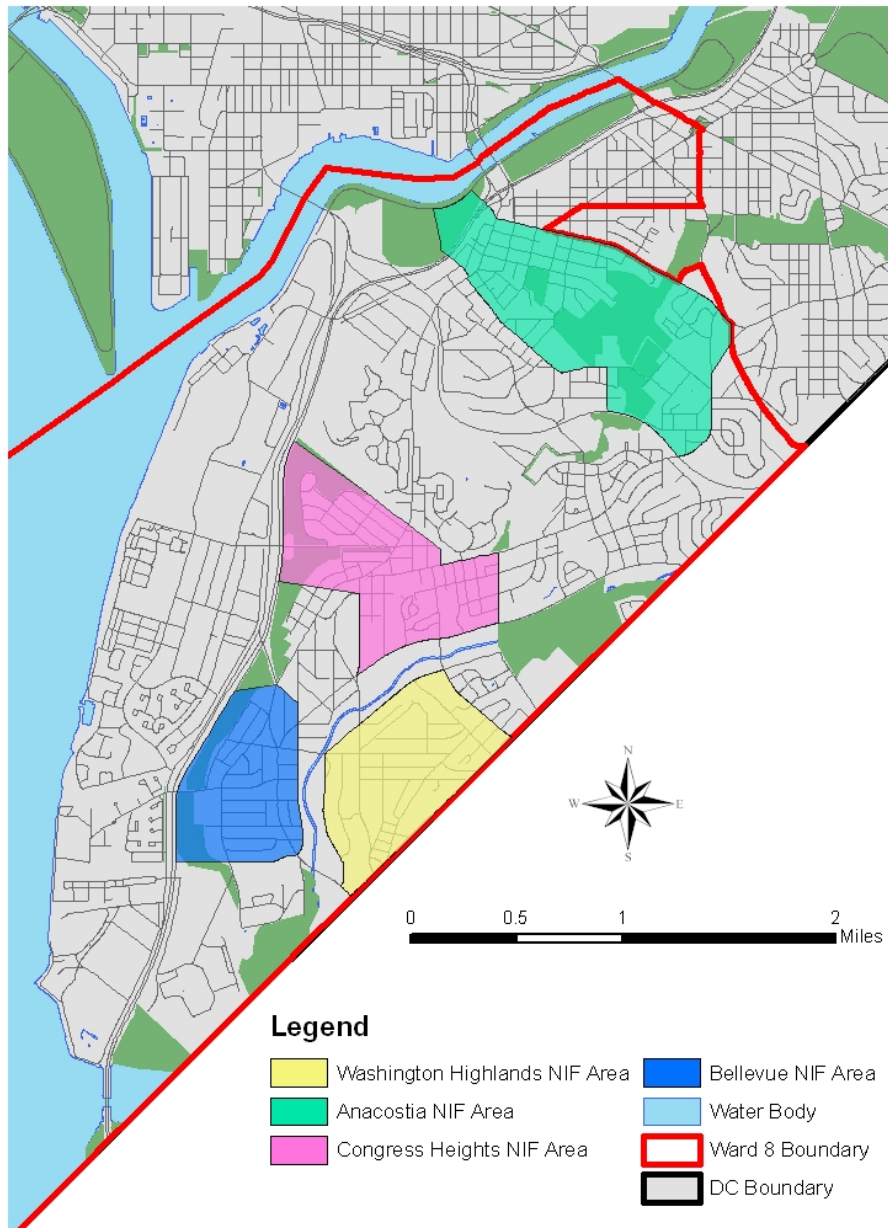 N
W
E
S
0 0.5 1 2
Miles
Legend
Washington Highlands NIF Area
Anacostia NIF Area
Congress Heights NIF Area
Bellevue NIF Area
Water Body
Ward 8 Boundary
DC Boundary